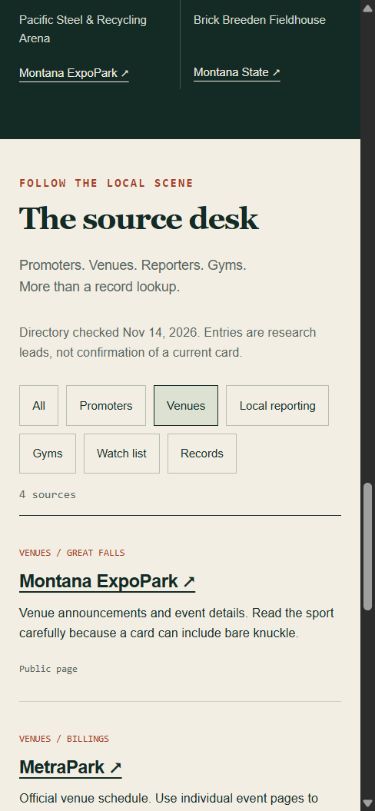 Pacific Steel & Recycling
Arena
Montana ExpoPark ↗
Brick Breeden Fieldhouse
Montana State ↗
FOLLOW THE LOCAL SCENE
The source desk
Promoters. Venues. Reporters. Gyms.
More than a record lookup.
Directory checked Nov 14, 2026. Entries are research
leads, not confirmation of a current card.
All
Promoters
Venues
Local reporting
Gyms
Watch list
Records
4 sources
VENUES / GREAT FALLS
Montana ExpoPark ↗
Venue announcements and event details. Read the sport
carefully because a card can include bare knuckle.
Public page
VENUES / BILLINGS
MetraPark ↗
Official venue schedule. Use individual event pages to